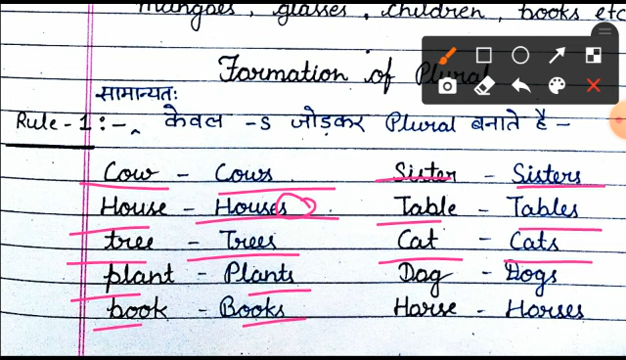 mangoes, glasses, children, books etc
Formation of Plural
सामान्यतः
Rule-1:- केवल -s जोड़कर Plural बनाते है -
Cow - Cows Sister - Sisters
House - Houses Table - Tables
tree - Trees Cat - Cats
plant - Plants Dog - Dogs
book - Books Horse - Horses